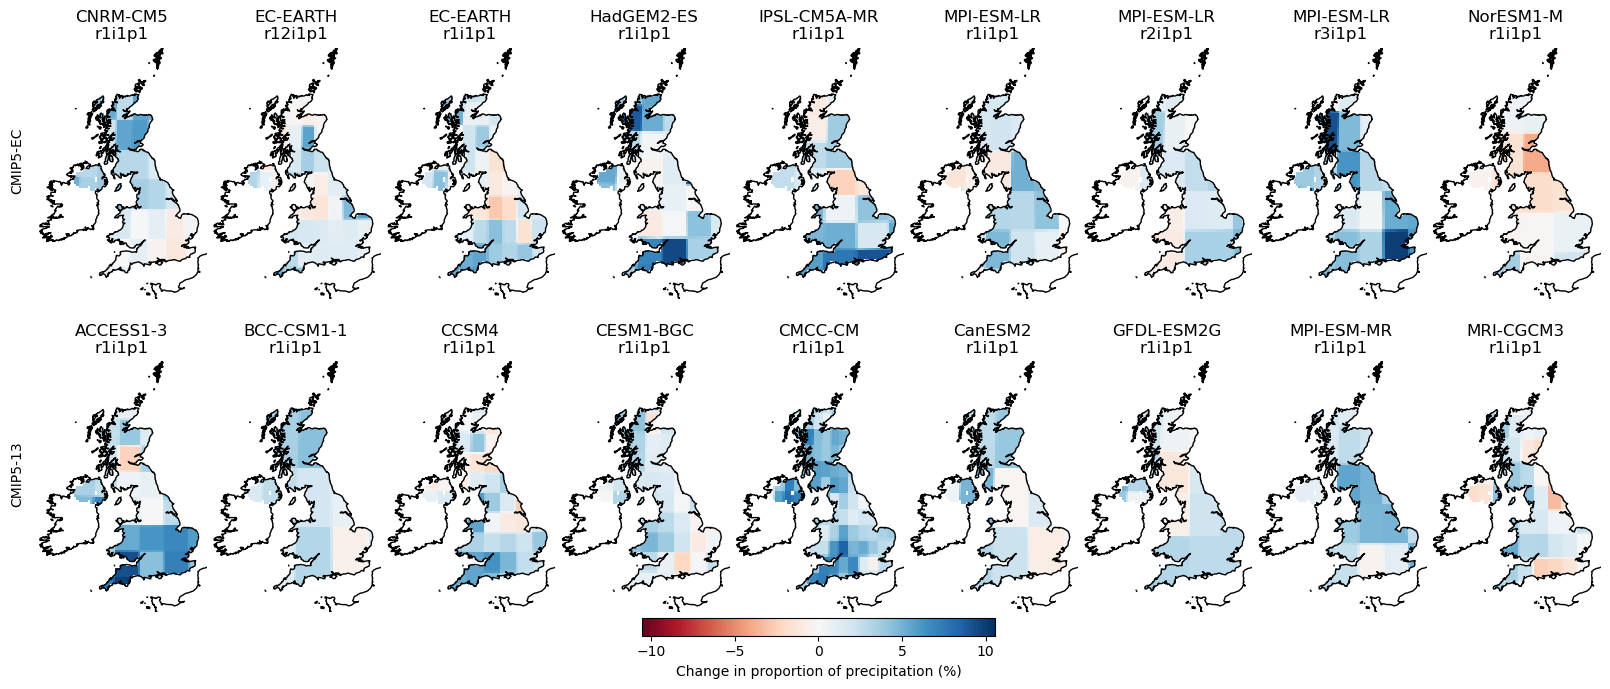 CNRM-CM5
r1i1p1
EC-EARTH
r12i1p1
EC-EARTH
r1i1p1
HadGEM2-ES
r1i1p1
IPSL-CM5A-MR
r1i1p1
MPI-ESM-LR
r1i1p1
MPI-ESM-LR
r2i1p1
MPI-ESM-LR
r3i1p1
NorESM1-M
r1i1p1
CMIP5-EC
ACCESS1-3
r1i1p1
BCC-CSM1-1
r1i1p1
CCSM4
r1i1p1
CESM1-BGC
r1i1p1
CMCC-CM
r1i1p1
CanESM2
r1i1p1
GFDL-ESM2G
r1i1p1
MPI-ESM-MR
r1i1p1
MRI-CGCM3
r1i1p1
CMIP5-13
−10 −5 0 5 10
Change in proportion of precipitation (%)